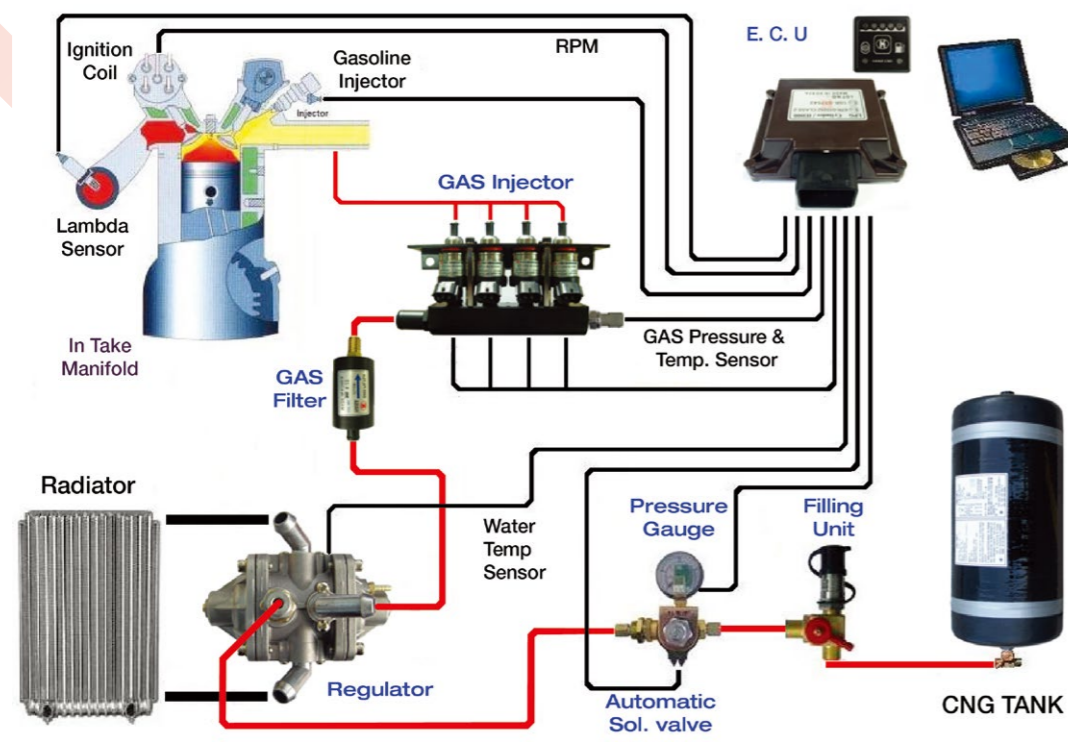 Ignition
Coil
Gasoline
Injector
RPM
E. C. U
Injector
GAS Injector
Lambda
Sensor
In Take
Manifold
GAS Pressure &
Temp. Sensor
GAS
Filter
Radiator
Water
Temp
Sensor
Pressure
Gauge
Filling
Unit
Regulator
Automatic
Sol. valve
CNG TANK